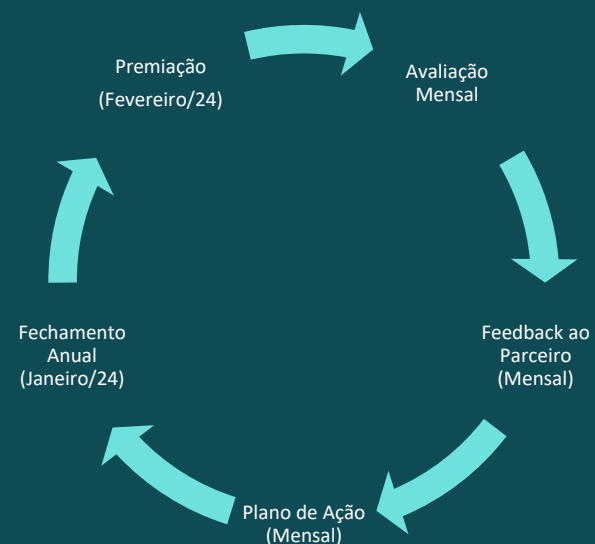 Premiação
(Fevereiro/24)
Avaliação
Mensal
Feedback ao
Parceiro
(Mensal)
Plano de Ação
(Mensal)
Fechamento
Anual
(Janeiro/24)